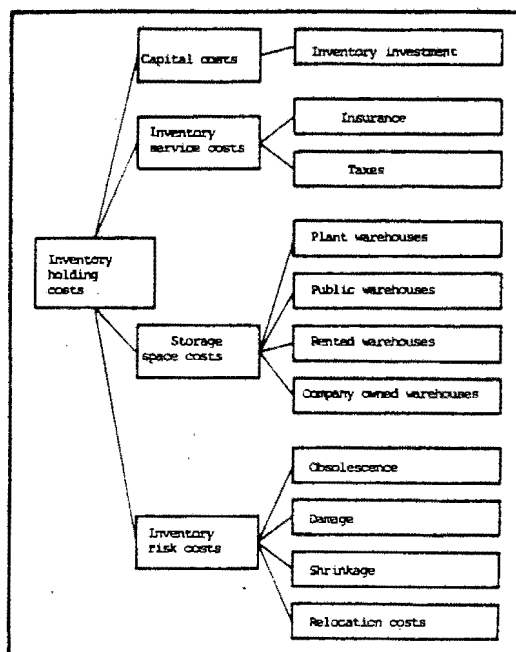 Capital costs
Inventory investment
Inventory
service costs
Insurance
Taxes
Inventory
holding
costs
Storage
space costs
Plant warehouses
Public warehouses
Rented warehouses
Company owned warehouses
Inventory
risk costs
Obsolescence
Damage
Shrinkage
Relocation costs